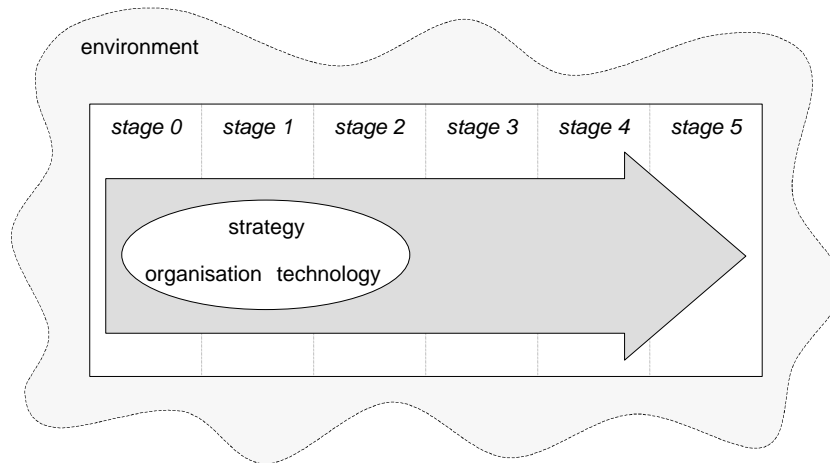 environment
stage 0 stage 1 stage 2 stage 3 stage 4 stage 5
strategy
organisation technology